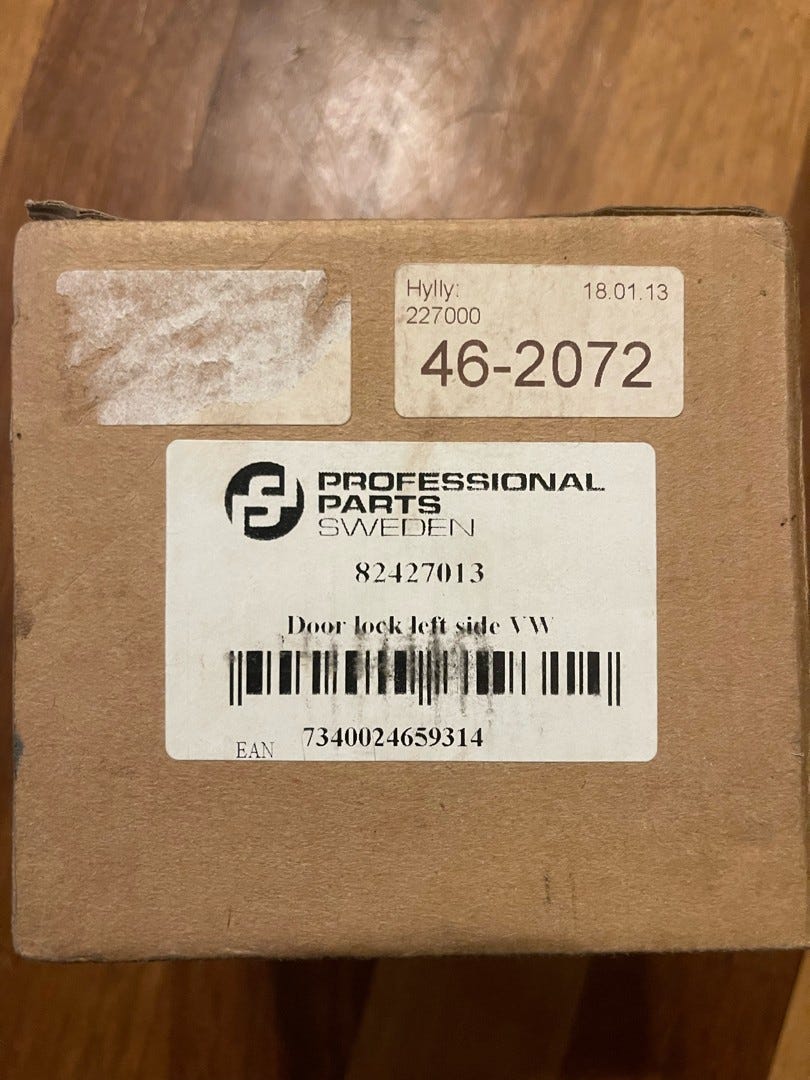 Hylly: 18.01.13
227000
46-2072
PROFESSIONAL
PARTS
SWEDEN
82427013
Door lock left side VW
EAN 7340024659314